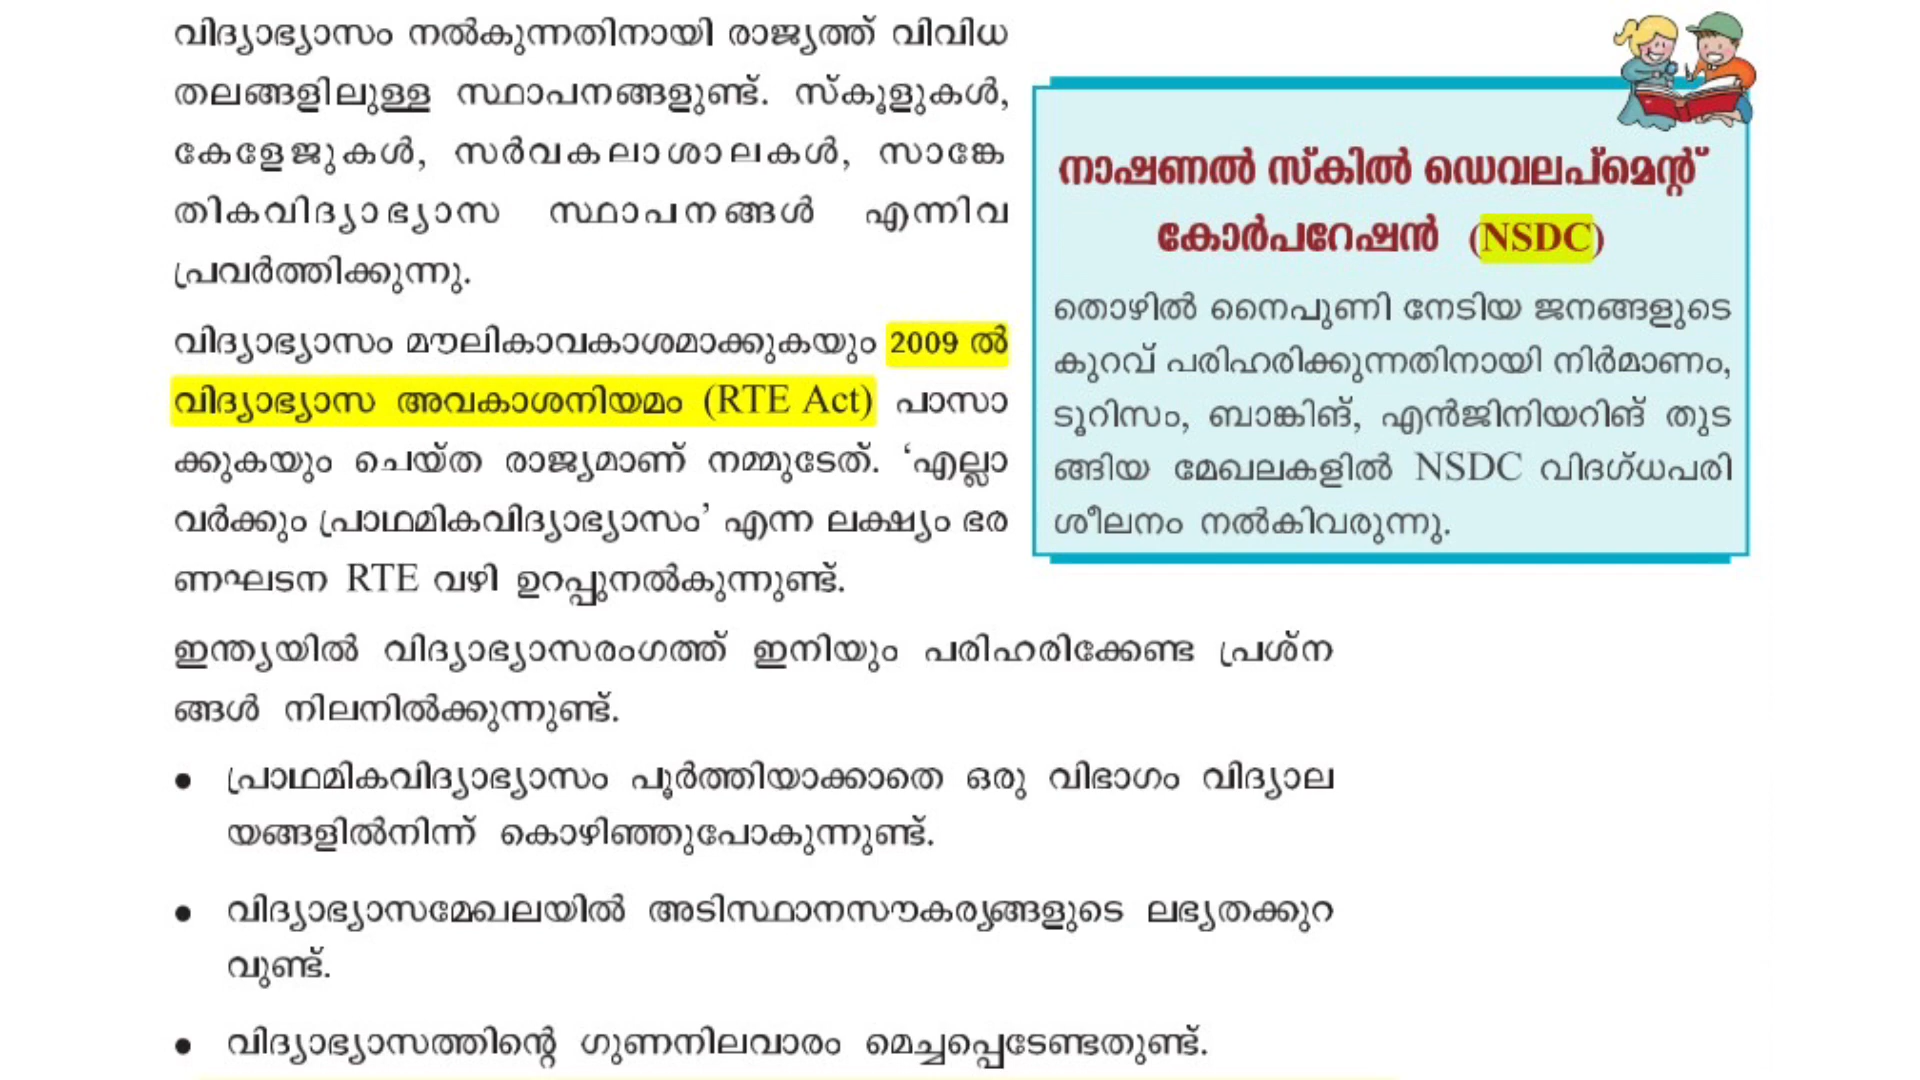 വിദ്യാഭ്യാസം നൽകുന്നതിനായി രാജ്യത്ത് വിവിധ
തലങ്ങളിലുള്ള സ്ഥാപനങ്ങളുണ്ട്. സ്കൂളുകൾ,
കേളേജുകൾ, സർവകലാശാലകൾ, സാങ്കേ
തികവിദ്യാഭ്യാസ സ്ഥാപനങ്ങൾ എന്നിവ
പ്രവർത്തിക്കുന്നു.
വിദ്യാഭ്യാസം മൗലികാവകാശമാക്കുകയും 2009 ൽ
വിദ്യാഭ്യാസ അവകാശനിയമം (RTE Act) പാസാ
ക്കുകയും ചെയ്ത രാജ്യമാണ് നമ്മുടേത്. ‘എല്ലാ
വർക്കും പ്രാഥമികവിദ്യാഭ്യാസം’ എന്ന ലക്ഷ്യം ഭര
ണഘടന RTE വഴി ഉറപ്പുനൽകുന്നുണ്ട്.
നാഷണൽ സ്കിൽ ഡെവലപ്മെന്റ്
കോർപറേഷൻ (NSDC)
തൊഴിൽ നൈപുണി നേടിയ ജനങ്ങളുടെ
കുറവ് പരിഹരിക്കുന്നതിനായി നിർമാണം,
ടൂറിസം, ബാങ്കിങ്, എൻജിനിയറിങ് തുട
ങ്ങിയ മേഖലകളിൽ NSDC വിദഗ്ധപരി
ശീലനം നൽകിവരുന്നു.
ഇന്ത്യയിൽ വിദ്യാഭ്യാസരംഗത്ത് ഇനിയും പരിഹരിക്കേണ്ട പ്രശ്ന
ങ്ങൾ നിലനിൽക്കുന്നുണ്ട്.
• പ്രാഥമികവിദ്യാഭ്യാസം പൂർത്തിയാക്കാതെ ഒരു വിഭാഗം വിദ്യാല
യങ്ങളിൽനിന്ന് കൊഴിഞ്ഞുപോകുന്നുണ്ട്.
• വിദ്യാഭ്യാസമേഖലയിൽ അടിസ്ഥാനസൗകര്യങ്ങളുടെ ലഭ്യതക്കുറ
വുണ്ട്.
• വിദ്യാഭ്യാസത്തിന്റെ ഗുണനിലവാരം മെച്ചപ്പെടേണ്ടതുണ്ട്.